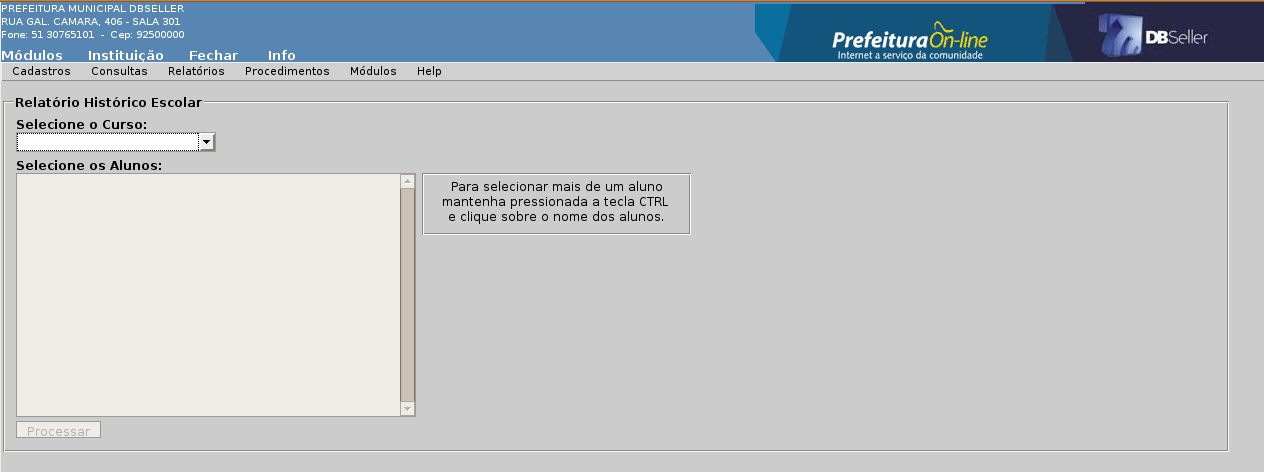 PREFEITURA MUNICIPAL DBSELLER
RUA GAL. CAMARA, 406 - SALA 301
Fone: 51 30765101 - Cep: 92500000
Módulos Instituição Fechar Info
Prefeitura On-line
Internet a serviço da comunidade
DBSeller
Cadastros Consultas Relatórios Procedimentos Módulos Help
Relatório Histórico Escolar
Selecione o Curso:
Selecione os Alunos:
Para selecionar mais de um aluno
mantenha pressionada a tecla CTRL
e clique sobre o nome dos alunos.
Processar